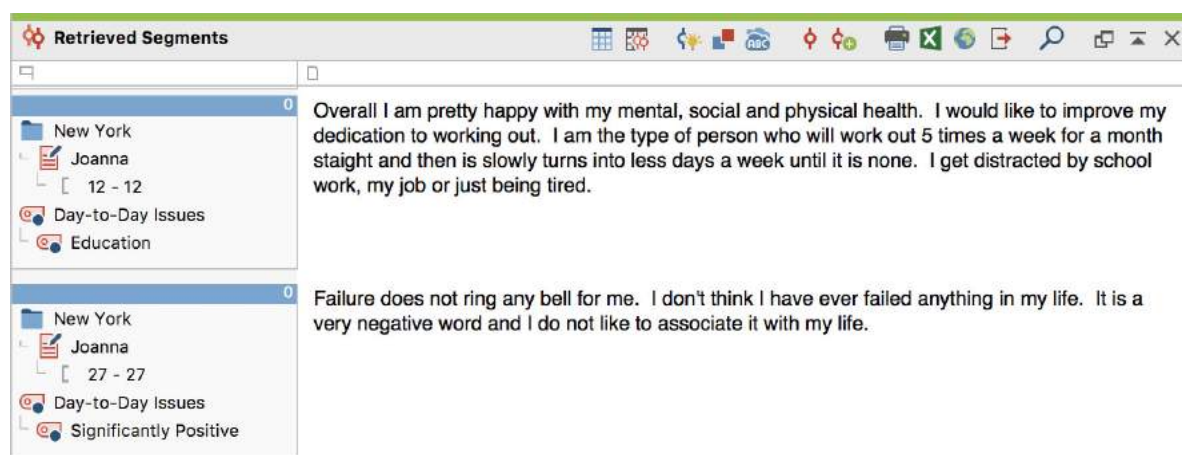 Retrieved Segments
ABC
0
New York
Joanna
12 - 12
Day-to-Day Issues
Education
Overall I am pretty happy with my mental, social and physical health. I would like to improve my
dedication to working out. I am the type of person who will work out 5 times a week for a month
staight and then is slowly turns into less days a week until it is none. I get distracted by school
work, my job or just being tired.
0
New York
Joanna
27 - 27
Day-to-Day Issues
Significantly Positive
Failure does not ring any bell for me. I don't think I have ever failed anything in my life. It is a
very negative word and I do not like to associate it with my life.